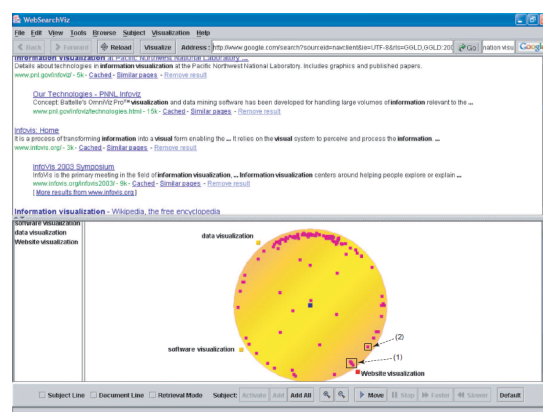 WebSearchViz
File Edit View Tools Browse Subject Visualization Help
Back Forward Reload Visualize Address: http://www.google.com/search?sourceid=navclient&ie=UTF-8&rls=GGLD,GGLD:200 Go! nation visu Google
Information visualization at Pacific Northwest National Laboratory ...
Details about technologies in information visualization at the Pacific Northwest National Laboratory. Includes graphics and published papers.
www.pnl.gov/infoviz/ - 5k - Cached - Similar pages - Remove result
Our Technologies - PNNL Infoviz
Concept: Battelle's OmniViz Pro™ visualization and data mining software has been developed for handling large volumes of information relevant to the ...
www.pnl.gov/infoviz/technologies.html - 15k - Cached - Similar pages - Remove result
Infovis: Home
It is a process of transforming information into a visual form enabling the ... It relies on the visual system to perceive and process the information. ...
www.infovis.org/ - 3k - Cached - Similar pages - Remove result
InfoVis 2003 Symposium
InfoVis is the primary meeting in the field of information visualization, ... Information visualization centers around helping people explore or explain ...
www.infovis.org/infovis2003/ - 9k - Cached - Similar pages - Remove result
[ More results from www.infovis.org ]
Information visualization - Wikipedia, the free encyclopedia
software visualization
data visualization
Website visualization
data visualization
(2)
software visualization
(1)
Website visualization
Subject Line Document Line Retrieval Mode Subject: Activate Add Add All Move Stop Faster Slower Default